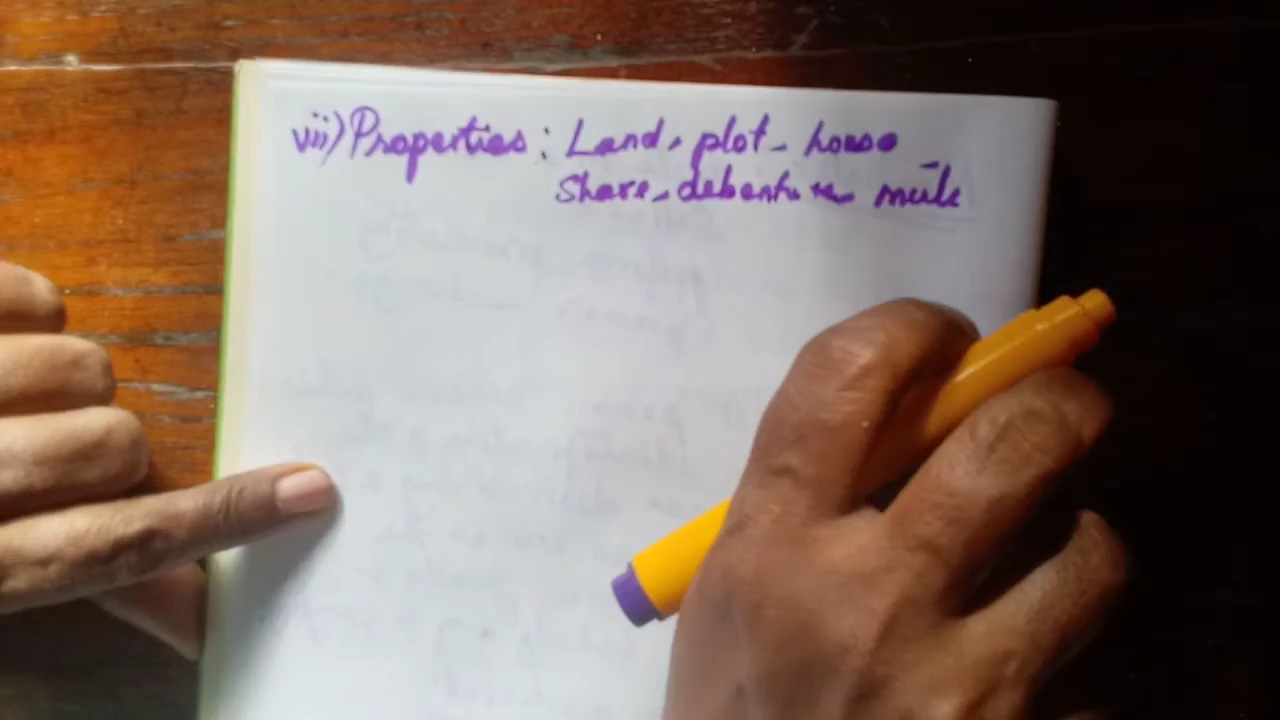 vii) Properties: Land, plot - house
Share, debenture